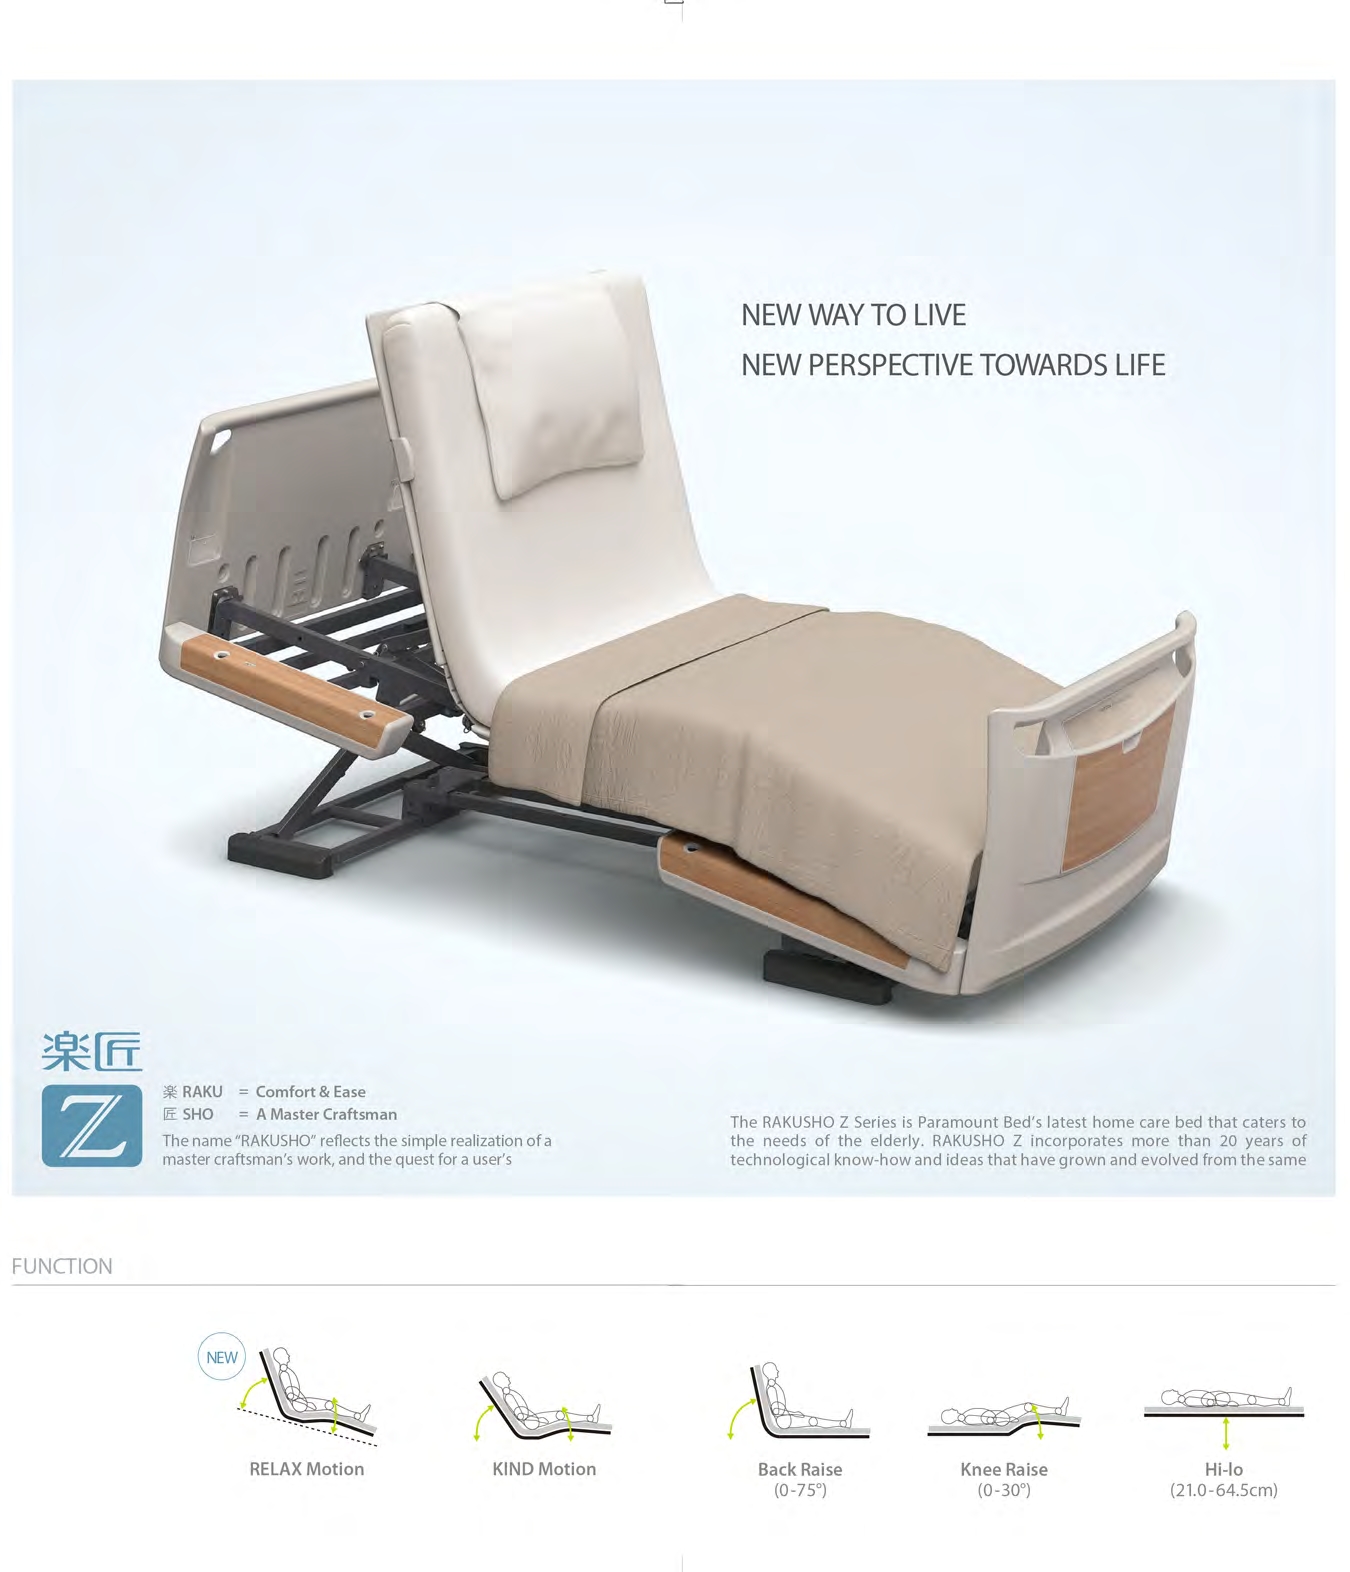 NEW WAY TO LIVE
NEW PERSPECTIVE TOWARDS LIFE
楽匠
Z
楽 RAKU = Comfort & Ease
匠 SHO = A Master Craftsman
The name “RAKUSHO” reflects the simple realization of a
master craftsman’s work, and the quest for a user’s
The RAKUSHO Z Series is Paramount Bed’s latest home care bed that caters to
the needs of the elderly. RAKUSHO Z incorporates more than 20 years of
technological know-how and ideas that have grown and evolved from the same
FUNCTION
NEW
RELAX Motion
KIND Motion
Back Raise
(0-75°)
Knee Raise
(0-30°)
Hi-lo
(21.0-64.5cm)